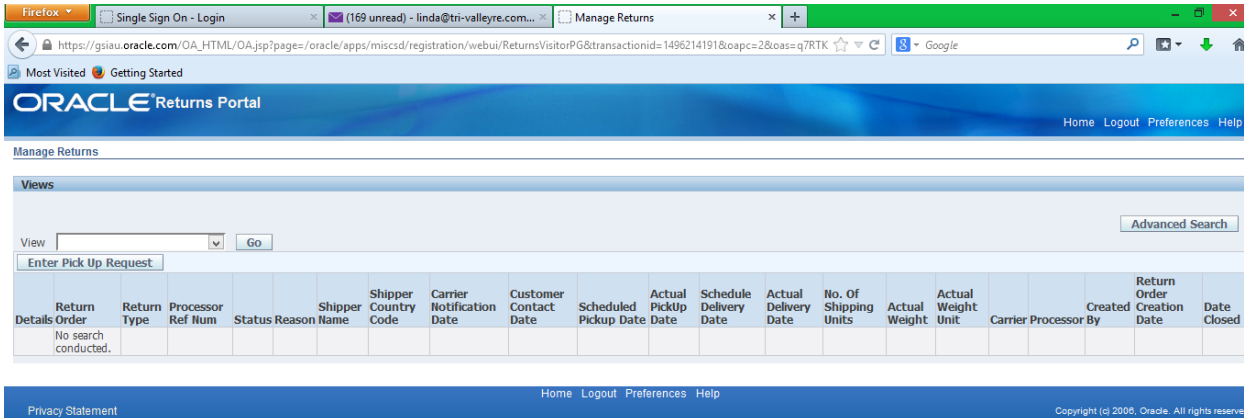 Firefox
Single Sign On - Login
(169 unread) - linda@tri-valleyre.com...
Manage Returns
https://gsiau.oracle.com/OA_HTML/OA.jsp?page=/oracle/apps/miscsd/registration/webui/ReturnsVisitorPG&transactionid=1496214191&oapc=2&oas=q7RTK
8 Google
Most Visited Getting Started
ORACLE Returns Portal
Home Logout Preferences Help
Manage Returns
Views
Advanced Search
View Go
Enter Pick Up Request
Details Return Order Return Type Processor Ref Num Status Reason Shipper Name Shipper Country Code Carrier Notification Date Customer Contact Date Scheduled Pickup Date Actual PickUp Date Schedule Delivery Date Actual Delivery Date No. Of Shipping Units Actual Weight Actual Weight Unit Carrier Processor Created By Return Order Creation Date Date Closed
No search
conducted.
Home Logout Preferences Help
Privacy Statement
Copyright (c) 2006, Oracle. All rights reserve